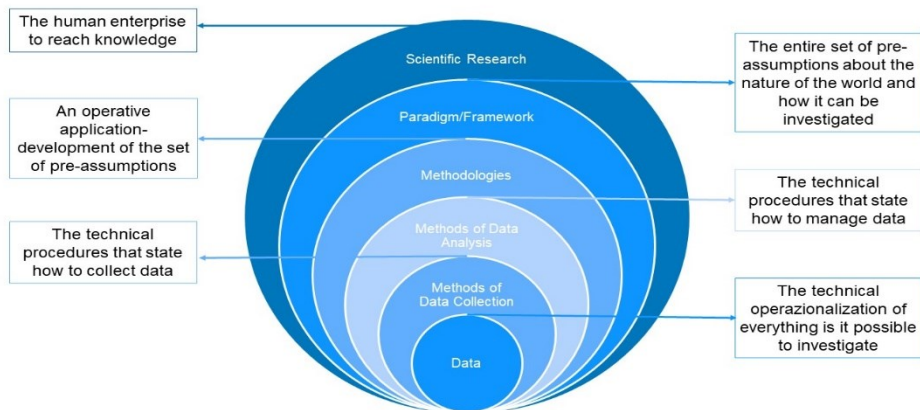 The human enterprise
to reach knowledge
An operative
application-
development of the set
of pre-assumptions
The technical
procedures that state
how to collect data
Scientific Research
Paradigm/Framework
Methodologies
Methods of Data
Analysis
Methods of
Data Collection
Data
The entire set of pre-
assumptions about the
nature of the world and
how it can be
investigated
The technical
procedures that state
how to manage data
The technical
operazionalization of
everything is it possible
to investigate